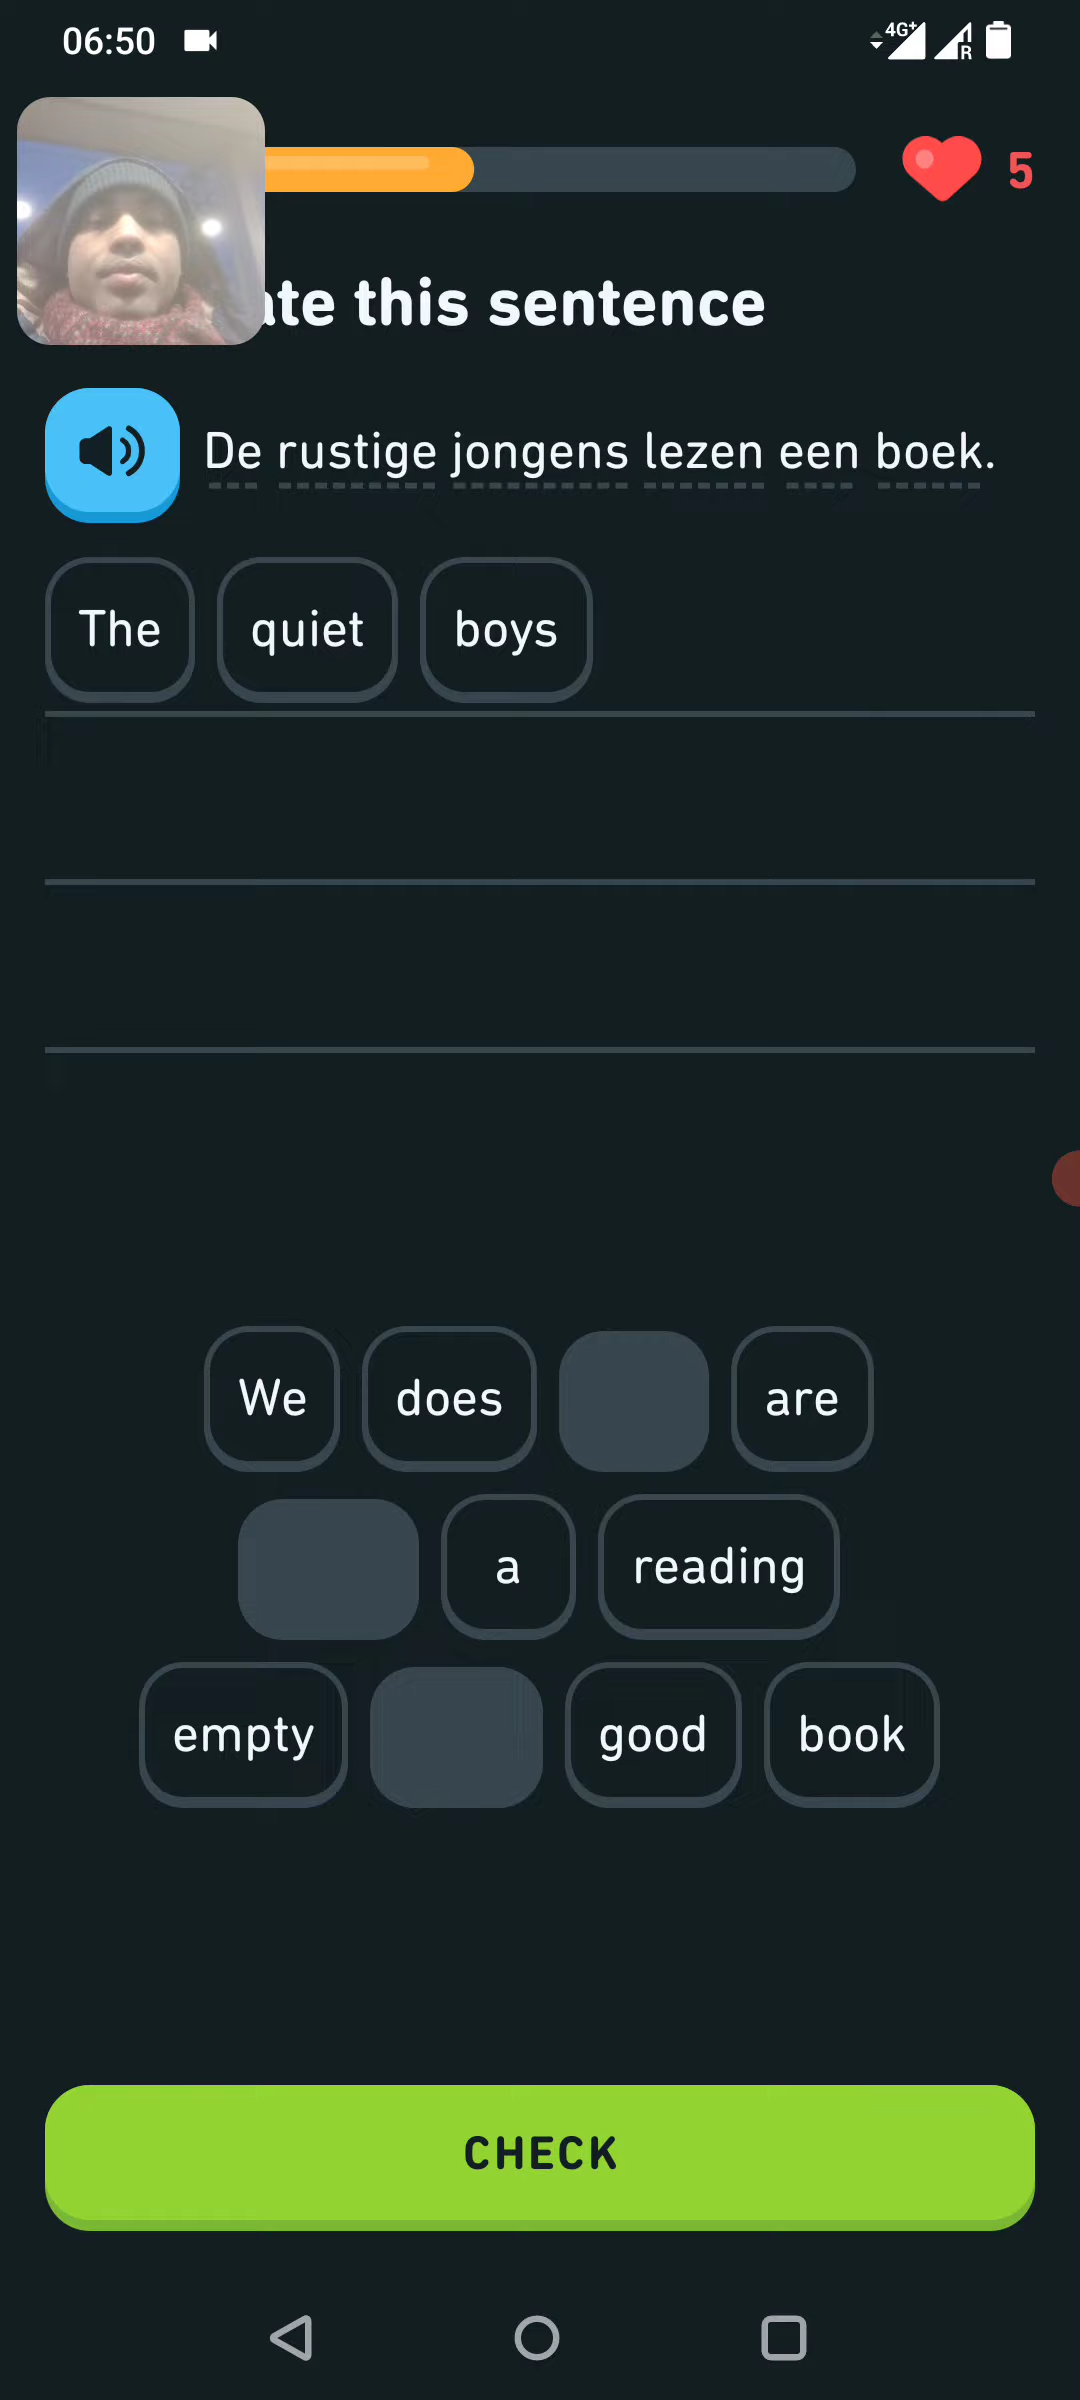 06:50 4G+ R
5
ate this sentence
De rustige jongens lezen een boek.
The quiet boys
We does are
a reading
empty good book
CHECK